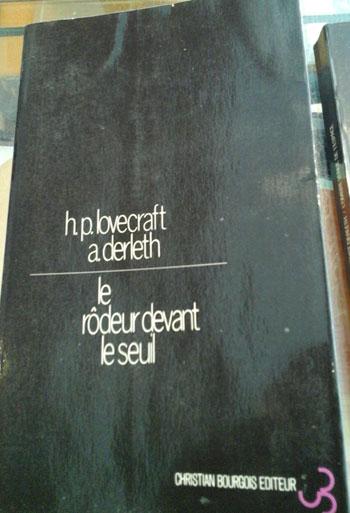 h.p. lovecraft
a. derleth
le
rôdeur devant
le seuil
CHRISTIAN BOURGOIS EDITEUR